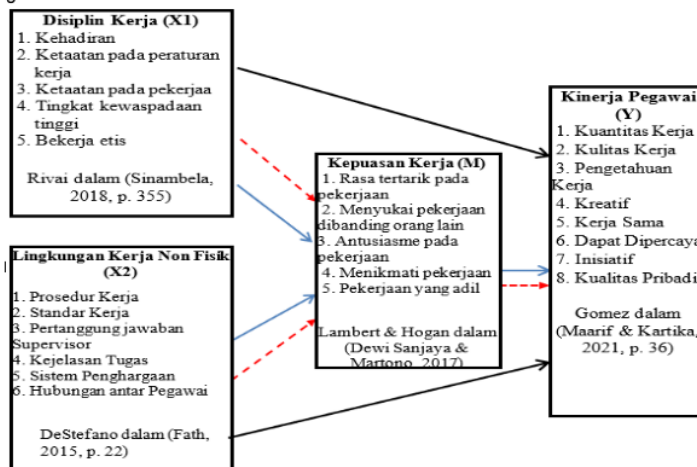 Disiplin Kerja (X1)
1. Kehadiran
2. Ketaatan pada peraturan
kerja
3. Ketaatan pada pekerjaa
4. Tingkat kewaspadaan
tinggi
5. Bekerja etis
Rivai dalam (Sinambela,
2018, p. 355)
Lingkungan Kerja Non Fisik
(X2)
1. Prosedur Kerja
2. Standar Kerja
3. Pertanggung jawaban
Supervisor
4. Kejelasan Tugas
5. Sistem Penghargaan
6. Hubungan antar Pegawai
DeStefano dalam (Fath,
2015, p. 22)
Kepuasan Kerja (M)
1. Rasa tertarik pada
pekerjaan
2. Menyukai pekerjaan
dibanding orang lain
3. Antusiasme pada
pekerjaan
4. Menikmati pekerjaan
5. Pekerjaan yang adil
Lambert & Hogan dalam
(Dewi Sanjaya &
Martono, 2017)
Kinerja Pegawai
(Y)
1. Kuantitas Kerja
2. Kulitas Kerja
3. Pengetahuan
Kerja
4. Kreatif
5. Kerja Sama
6. Dapat Dipercaya
7. Inisiatif
8. Kualitas Pribadi
Gomez dalam
(Maarif & Kartika,
2021, p. 36)